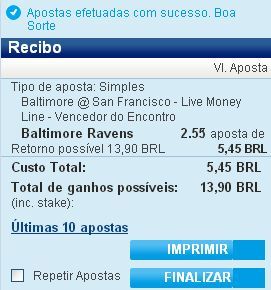 Apostas efetuadas com sucesso. Boa
Sorte
Recibo
Vl. Aposta
Tipo de aposta: Simples
Baltimore @ San Francisco - Live Money
Line - Vencedor do Encontro
Baltimore Ravens 2.55 aposta de
Retorno possível 13,90 BRL 5,45 BRL
Custo Total: 5,45 BRL
Total de ganhos possíveis: 13,90 BRL
(inc. stake):
Últimas 10 apostas
IMPRIMIR
Repetir Apostas FINALIZAR